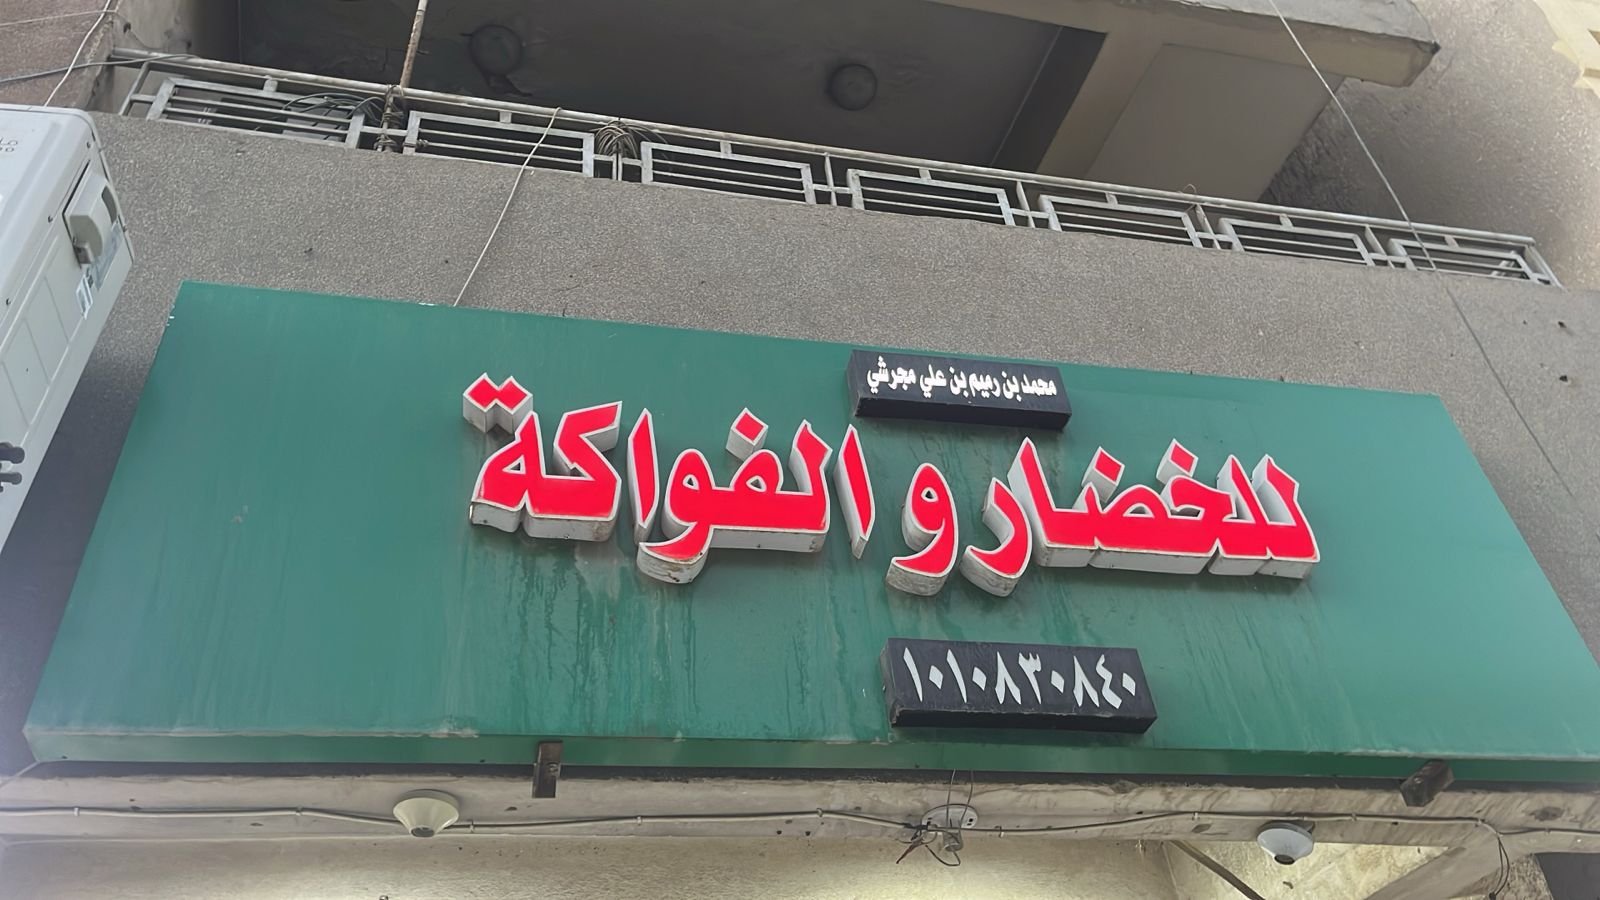 محمد بن رميم بن علي مجرشي
للخضار و الفواكة
١٠١٠٨٣٠٨٤٠